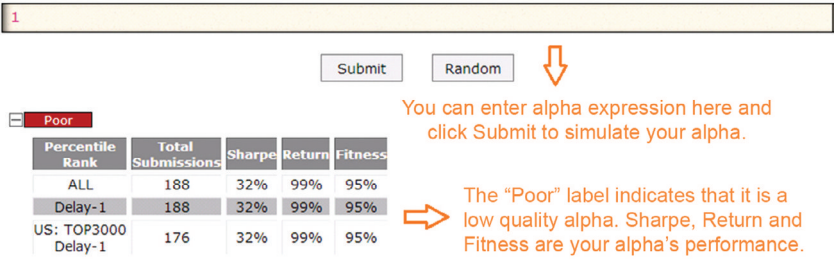 1
Submit
Random
You can enter alpha expression here and
click Submit to simulate your alpha.
Poor
Percentile Rank Total Submissions Sharpe Return Fitness
ALL 188 32% 99% 95%
Delay-1 188 32% 99% 95%
US: TOP3000 Delay-1 176 32% 99% 95%
The “Poor” label indicates that it is a
low quality alpha. Sharpe, Return and
Fitness are your alpha’s performance.